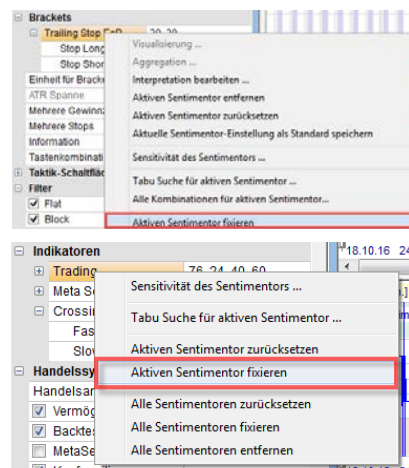 Brackets
Trailing Stop EoD 20 20
Stop Long
Stop Shor
Einheit für Bracke
ATR Spanne
Mehrere Gewinn
Mehrere Stops
Information
Tastenkombinati
Taktik-Schaltfläc
Filter
Flat
Block
Visualisierung ...
Aggregation ...
Interpretation bearbeiten ...
Aktiven Sentimentor entfernen
Aktiven Sentimentor zurücksetzen
Aktuelle Sentimentor-Einstellung als Standard speichern
Sensitivität des Sentimentors ...
Tabu Suche für aktiven Sentimentor ...
Alle Kombinationen für aktiven Sentimentor...
Aktiven Sentimentor fixieren
Indikatoren
Trading 76 24 40 60
Meta Se
Crossin
Fas
Slov
Handelssy
Handelsar
Vermög
Backtes
MetaSe
18.10.16 24
Sensitivität des Sentimentors ...
Tabu Suche für aktiven Sentimentor ...
Aktiven Sentimentor zurücksetzen
Aktiven Sentimentor fixieren
Alle Sentimentoren zurücksetzen
Alle Sentimentoren fixieren
Alle Sentimentoren entfernen